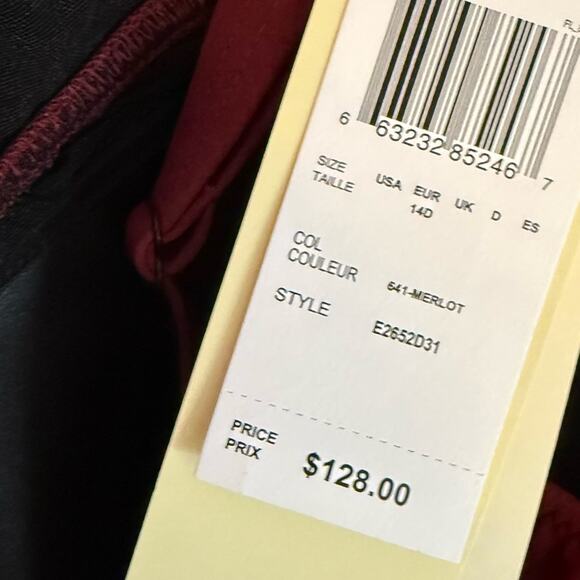 6 63232 85246 7
SIZE USA EUR UK D ES
TAILLE 14D
COL
COULEUR 641-MERLOT
STYLE E2652D31
PRICE
PRIX $128.00